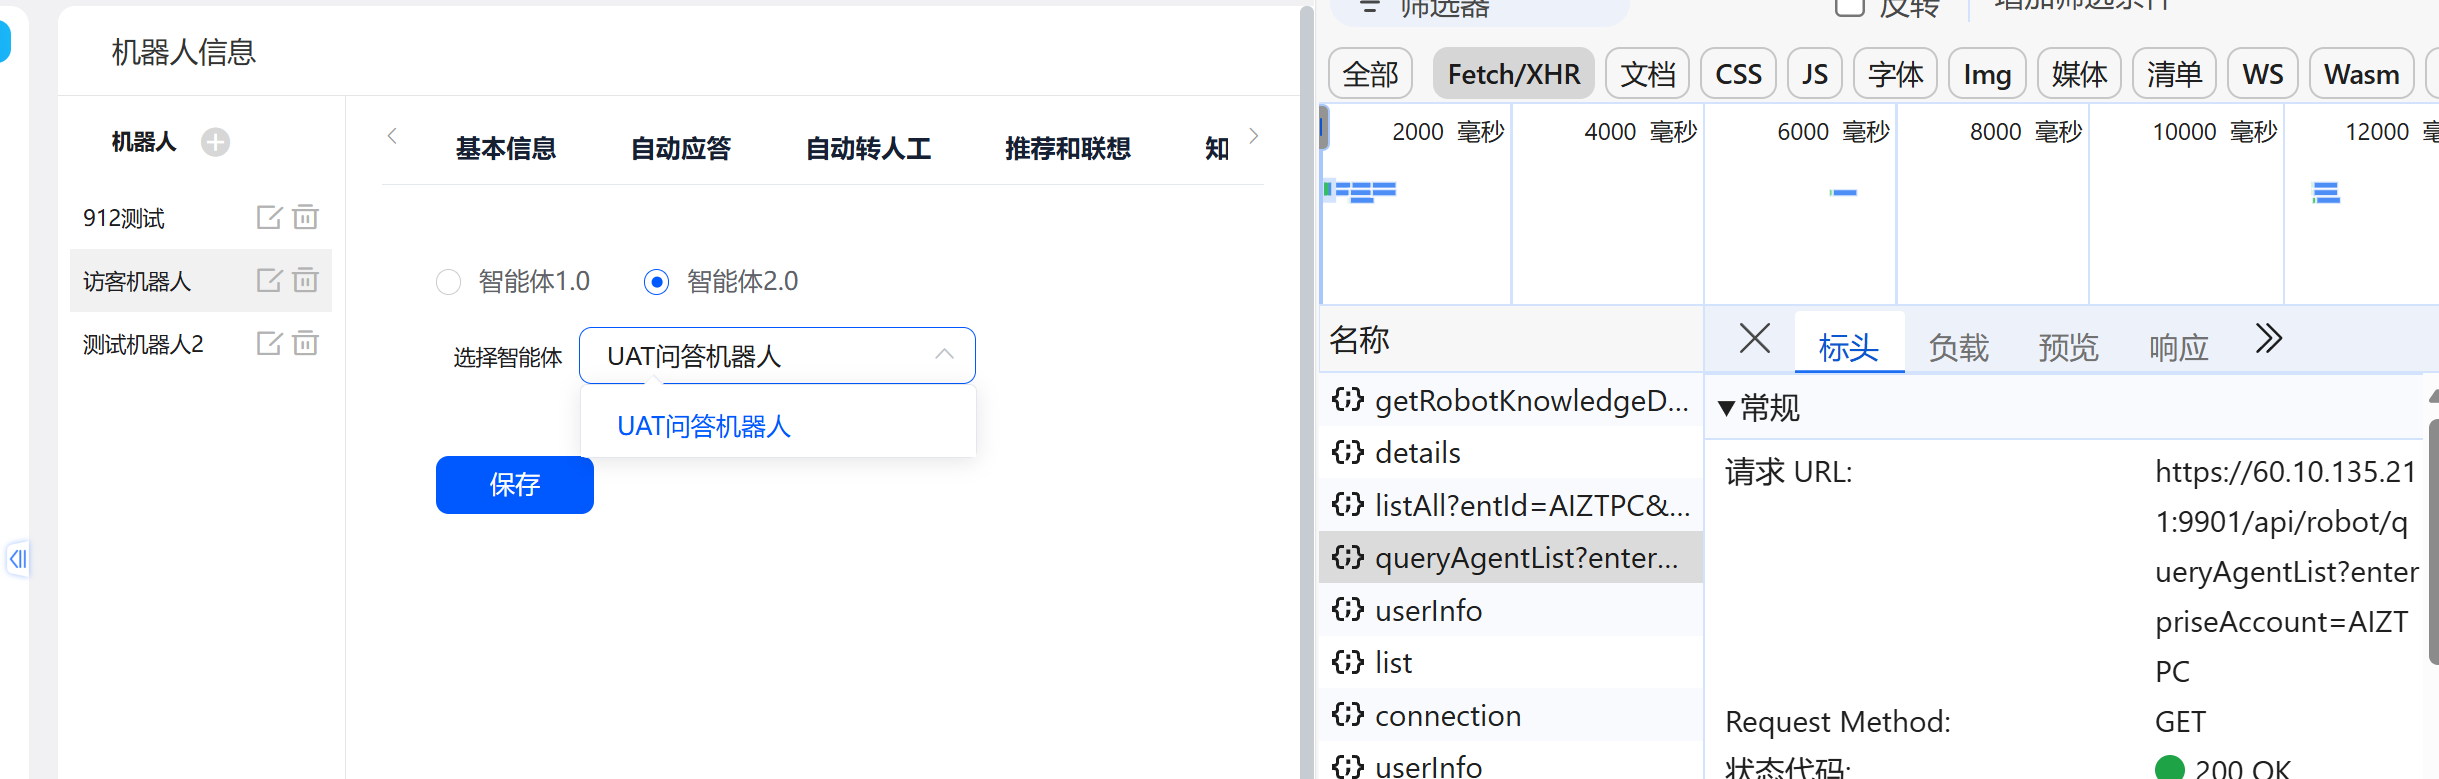 机器人信息
机器人
912测试
访客机器人
测试机器人2
基本信息
自动应答
自动转人工
推荐和联想
知
智能体1.0
智能体2.0
选择智能体
UAT问答机器人
UAT问答机器人
保存
筛选器
反转
增加筛选条件
全部
Fetch/XHR
文档
CSS
JS
字体
Img
媒体
清单
WS
Wasm
2000 毫秒
4000 毫秒
6000 毫秒
8000 毫秒
10000 毫秒
12000 毫
名称
标头
负载
预览
响应
getRobotKnowledgeD...
details
listAll?entId=AIZTPC&...
queryAgentList?enter...
userInfo
list
connection
userInfo
常规
请求 URL:
https://60.10.135.21
1:9901/api/robot/q
ueryAgentList?enter
priseAccount=AIZT
PC
Request Method:
GET
状态代码:
200 OK